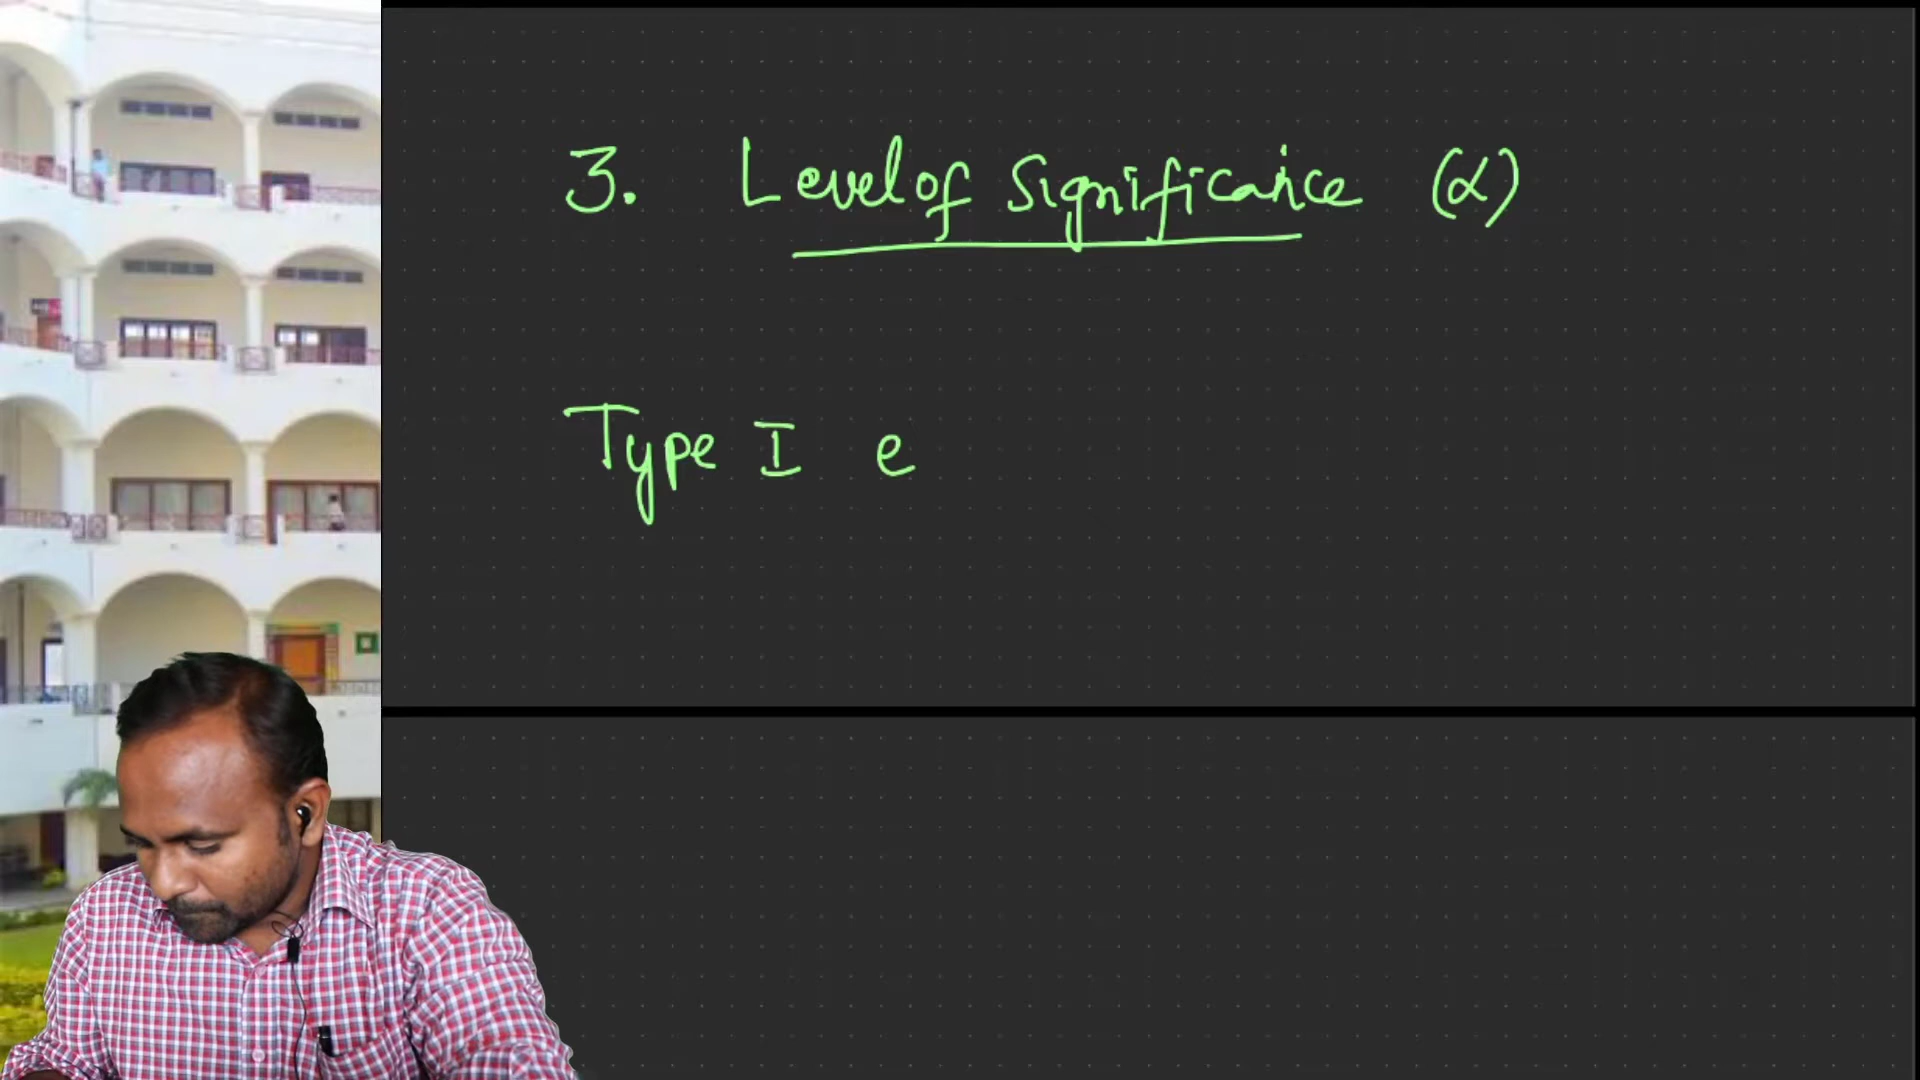 3. Level of Significance (α)
Type I e